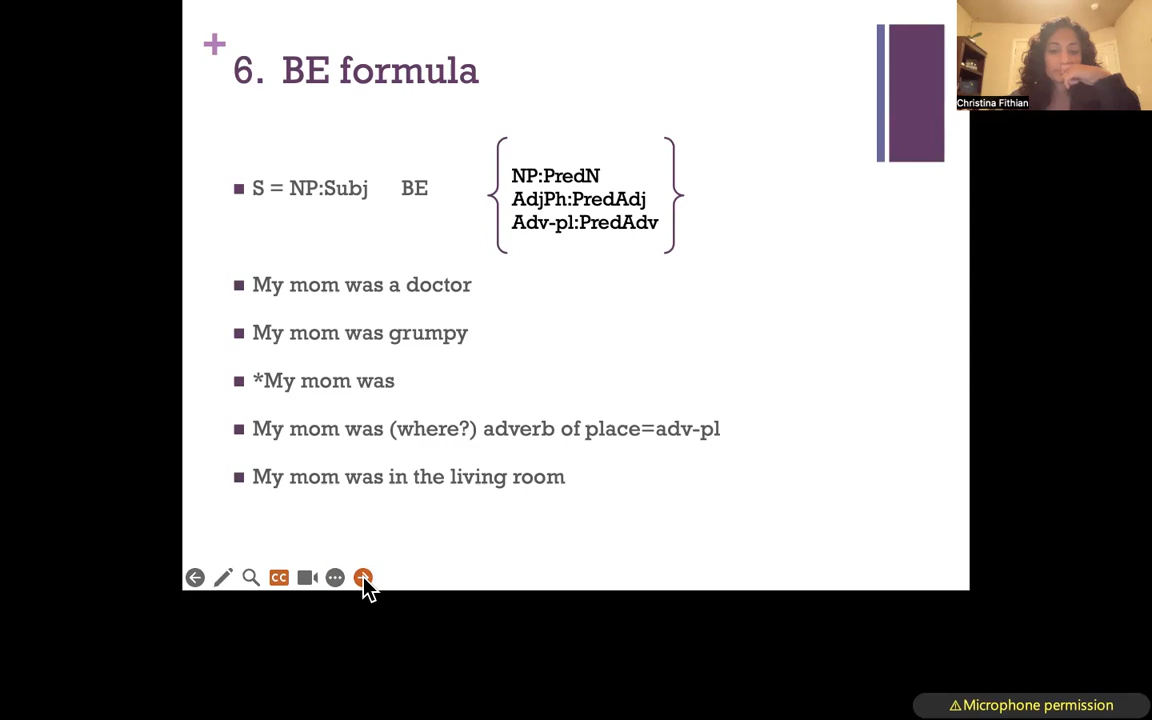 +
6. BE formula
S = NP:Subj BE
NP:PredN
AdjPh:PredAdj
Adv-pl:PredAdv
My mom was a doctor
My mom was grumpy
*My mom was
My mom was (where?) adverb of place=adv-pl
My mom was in the living room
CC
Christina Fithian
⚠Microphone permission